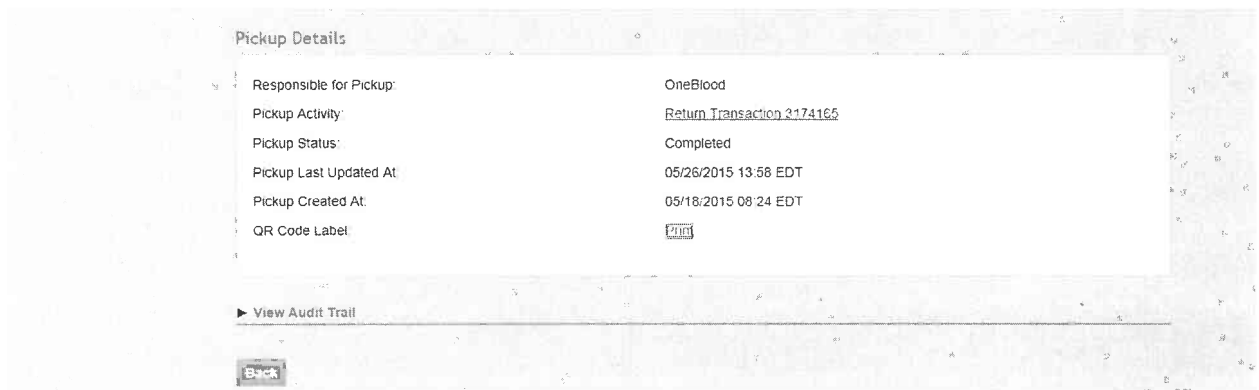 Pickup Details
Responsible for Pickup: OneBlood
Pickup Activity: Return Transaction 3174165
Pickup Status: Completed
Pickup Last Updated At: 05/26/2015 13:58 EDT
Pickup Created At: 05/18/2015 08:24 EDT
QR Code Label: Print
► View Audit Trail
Back